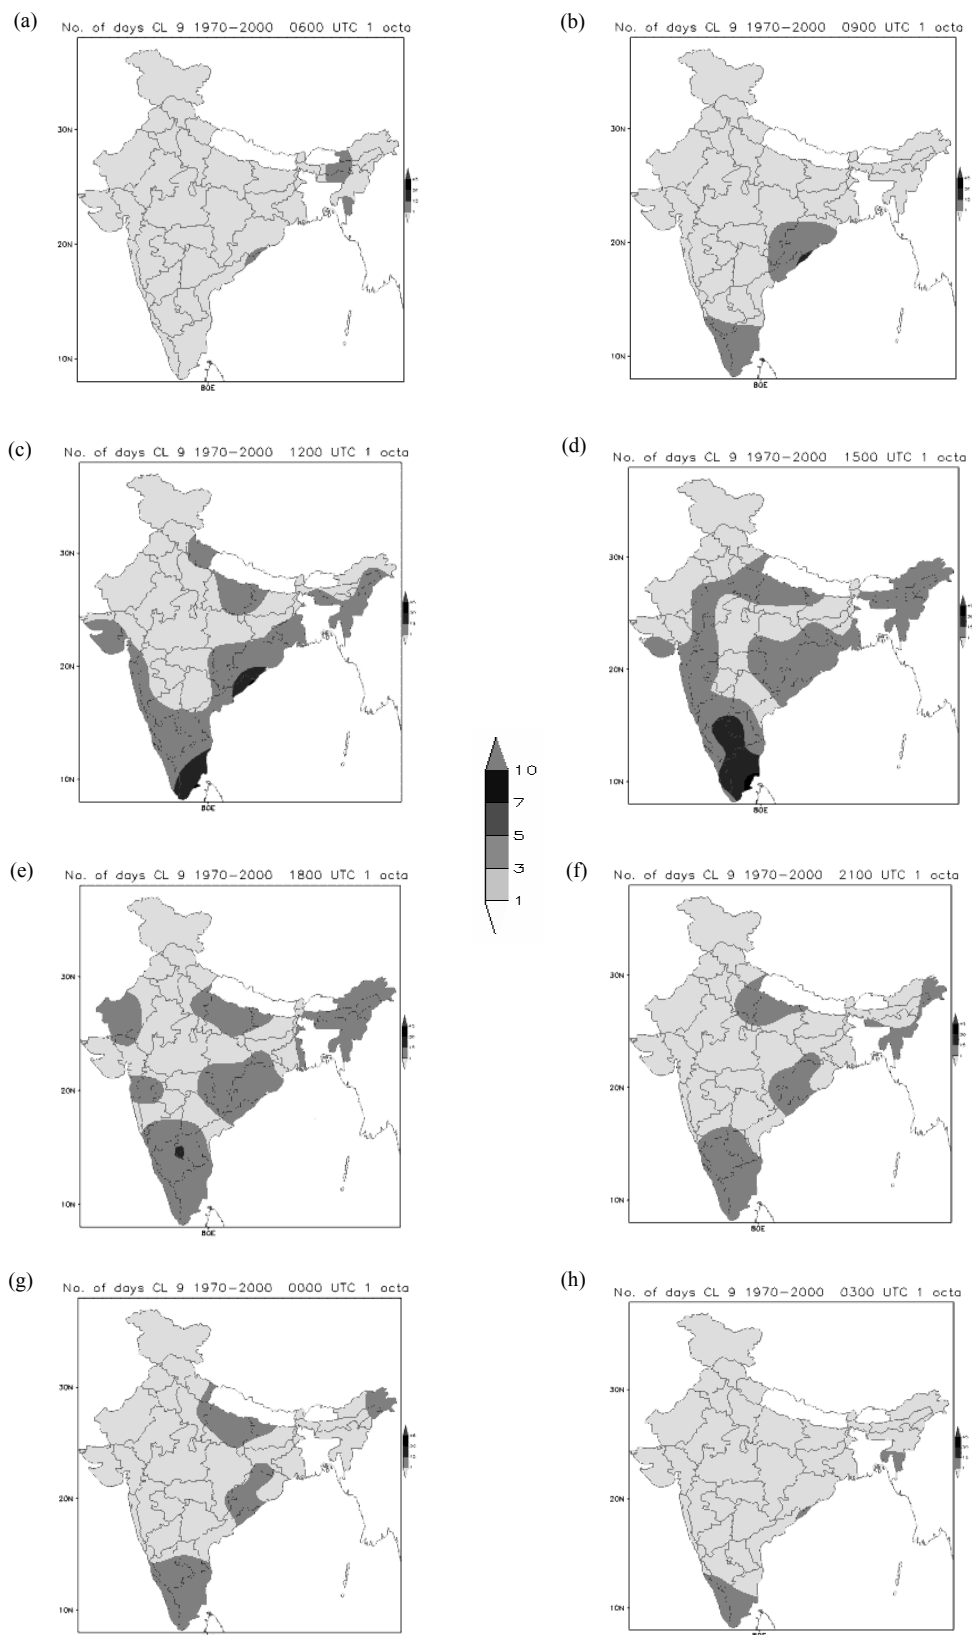 (a)
No. of days CL 9 1970-2000 0600 UTC 1 octa
30N
20N
10N
80E
(b)
No. of days CL 9 1970-2000 0900 UTC 1 octa
30N
20N
10N
80E
(c)
No. of days CL 9 1970-2000 1200 UTC 1 octa
30N
20N
10N
80E
(d)
No. of days CL 9 1970-2000 1500 UTC 1 octa
30N
20N
10N
80E
10
7
5
3
1
(e)
No. of days CL 9 1970-2000 1800 UTC 1 octa
30N
20N
10N
80E
(f)
No. of days CL 9 1970-2000 2100 UTC 1 octa
30N
20N
10N
80E
(g)
No. of days CL 9 1970-2000 0000 UTC 1 octa
30N
20N
10N
(h)
No. of days CL 9 1970-2000 0300 UTC 1 octa
30N
20N
10N
80E